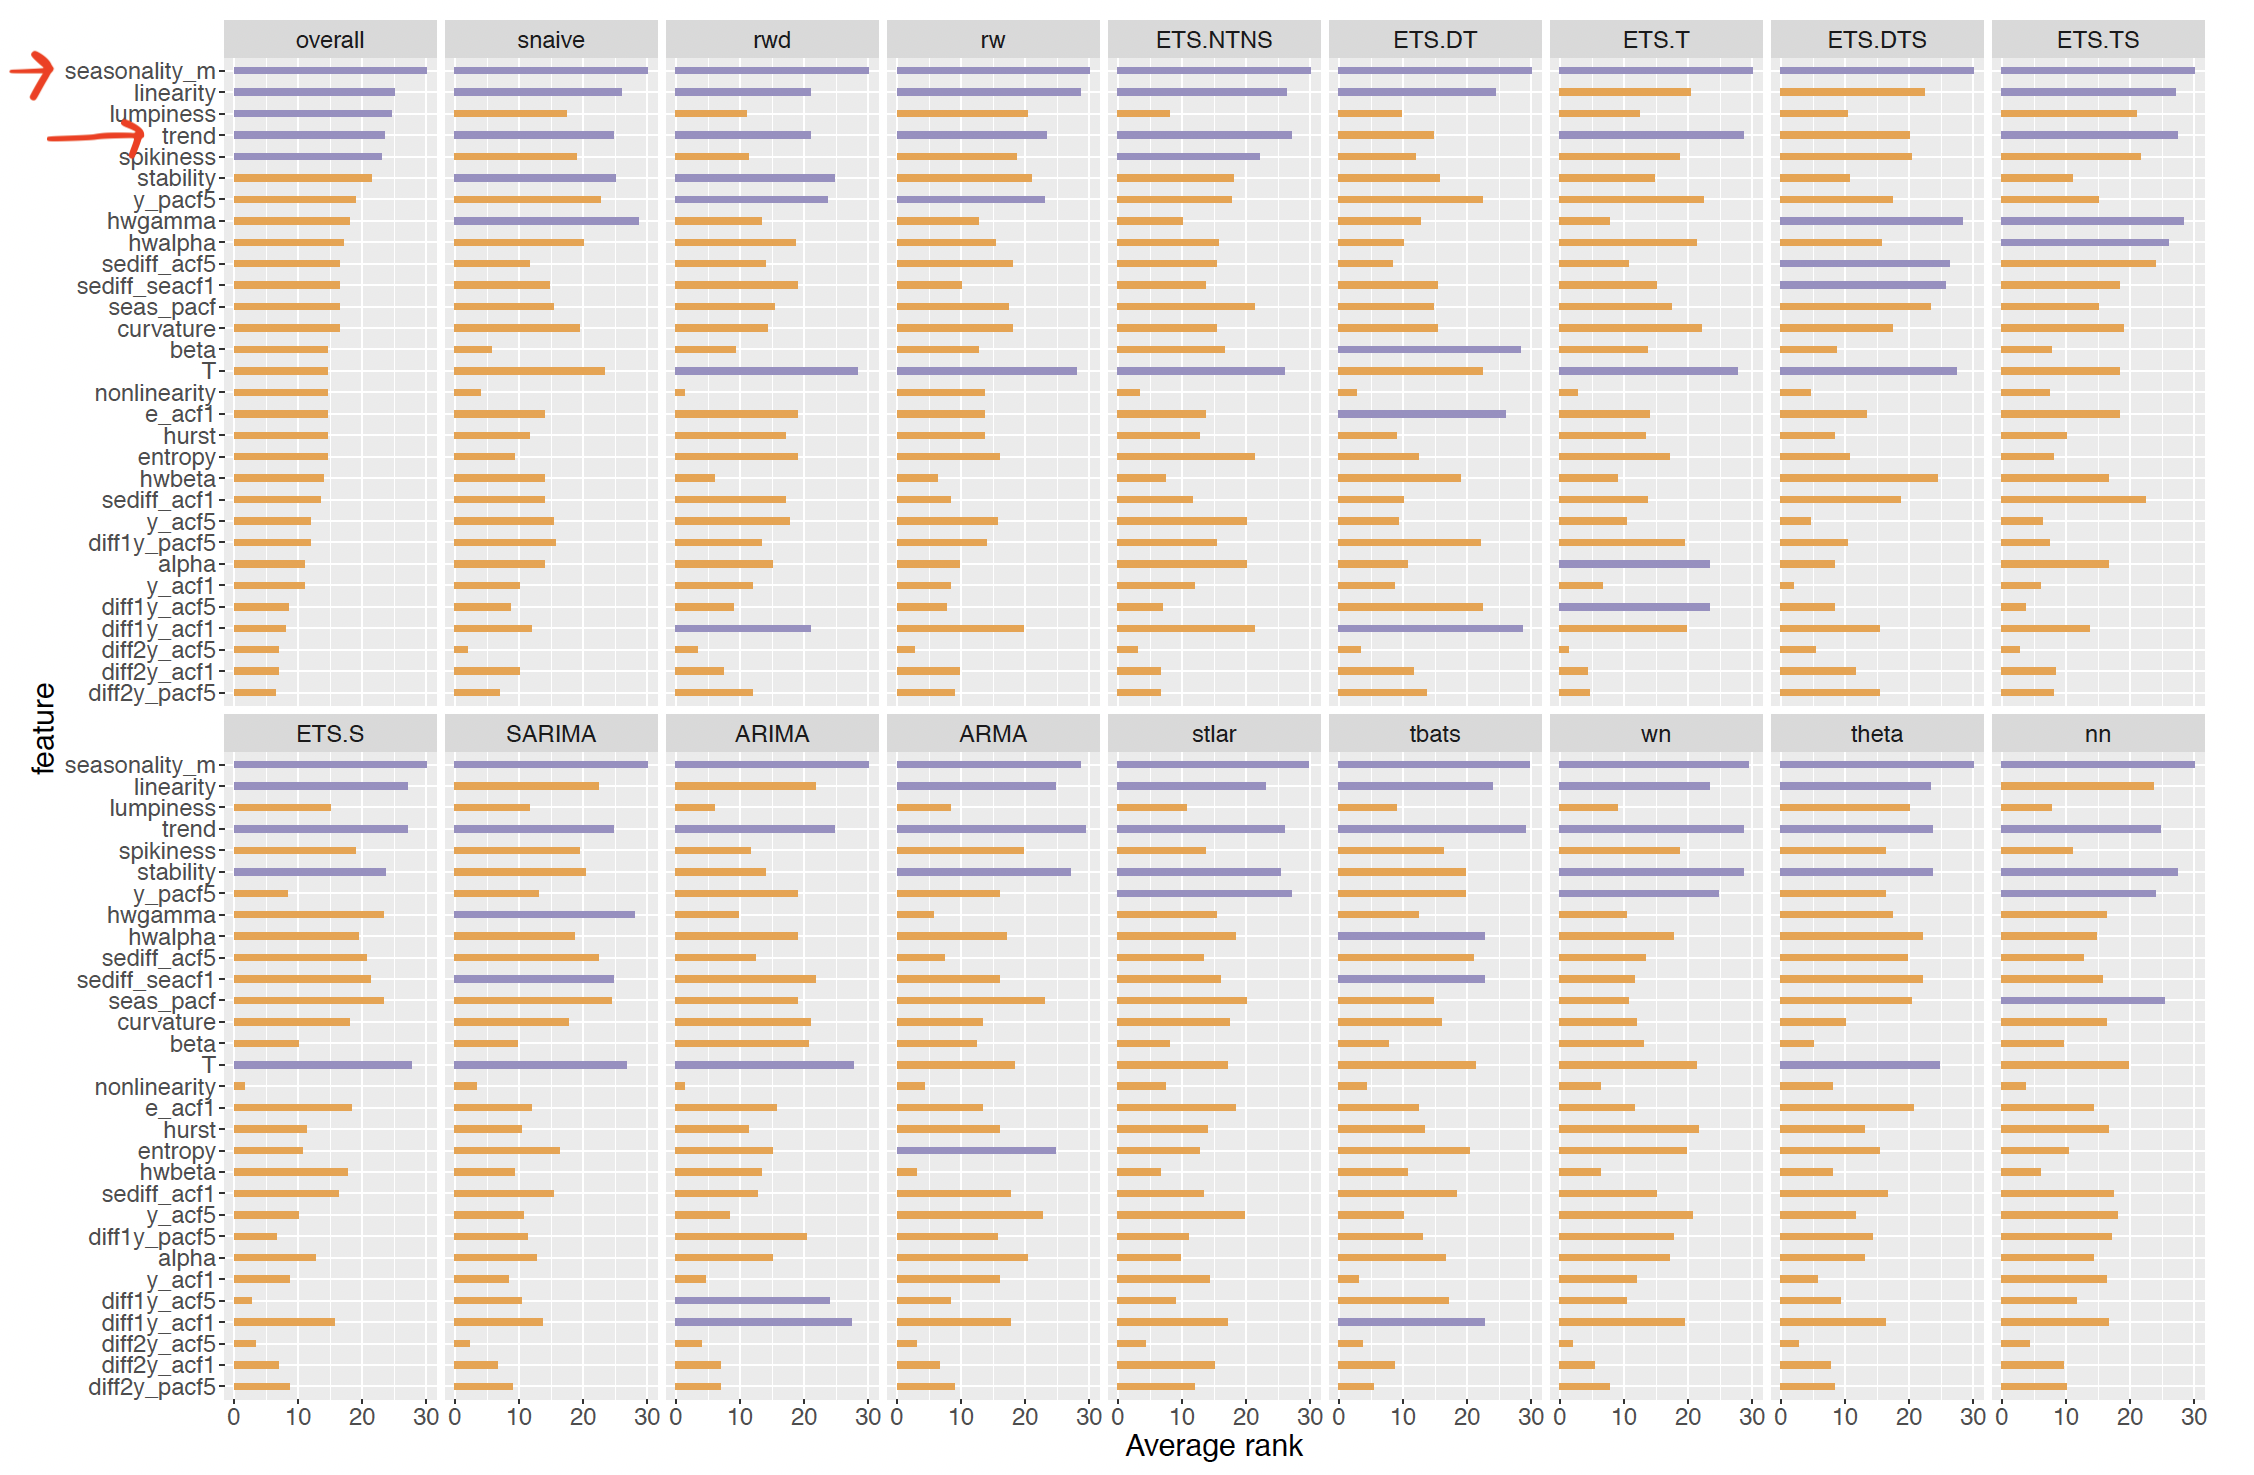 overall snaive rwd rw ETS.NTNS ETS.DT ETS.T ETS.DTS ETS.TS
seasonality_m
linearity
lumpiness
trend
spikiness
stability
y_pacf5
hwgamma
hwalpha
sediff_acf5
sediff_seacf1
seas_pacf
curvature
beta
T
nonlinearity
e_acf1
hurst
entropy
hwbeta
sediff_acf1
y_acf5
diff1y_pacf5
alpha
y_acf1
diff1y_acf5
diff1y_acf1
diff2y_acf5
diff2y_acf1
diff2y_pacf5
feature
ETS.S SARIMA ARIMA ARMA stlar tbats wn theta nn
seasonality_m
linearity
lumpiness
trend
spikiness
stability
y_pacf5
hwgamma
hwalpha
sediff_acf5
sediff_seacf1
seas_pacf
curvature
beta
T
nonlinearity
e_acf1
hurst
entropy
hwbeta
sediff_acf1
y_acf5
diff1y_pacf5
alpha
y_acf1
diff1y_acf5
diff1y_acf1
diff2y_acf5
diff2y_acf1
diff2y_pacf5
0 10 20 30 0 10 20 30 0 10 20 30 0 10 20 30 0 10 20 30 0 10 20 30 0 10 20 30 0 10 20 30 0 10 20 30
Average rank